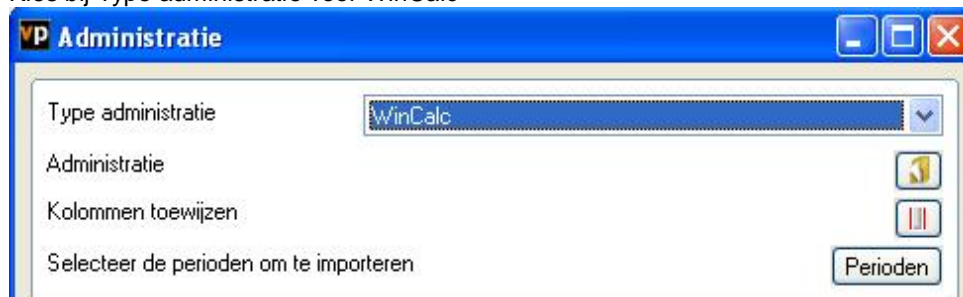 Kies bij Type administratie voor WinCalc
VP Administratie
Type administratie WinCalc
Administratie
Kolommen toewijzen
Selecteer de perioden om te importeren Perioden